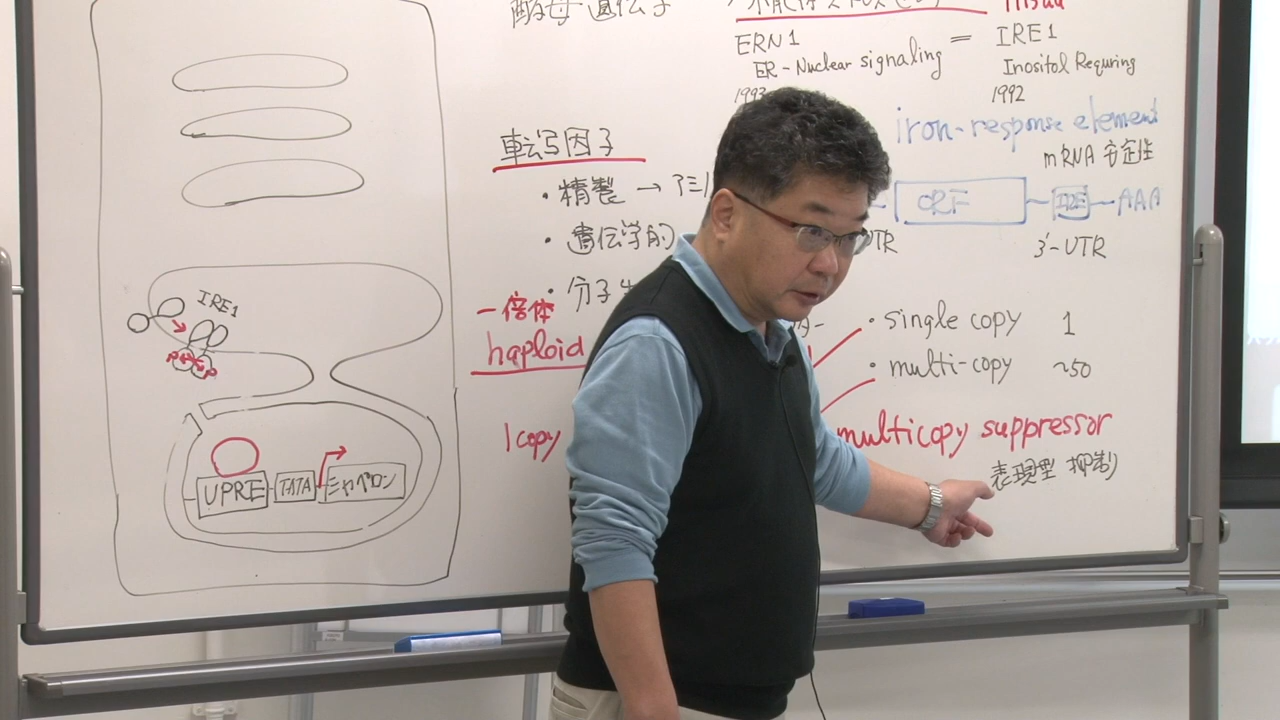 酵母遺伝子
ERN1 = IRE1
ER-Nuclear signaling
Inositol Requiring
1993
1992
iron-response element
mRNA 安定性
転写因子
・精製 →
・遺伝学的
・分子
ORF
IRE
AAA
UTR
3'-UTR
一倍体
haploid
1copy
・single copy 1
・multi-copy ~50
multicopy suppressor
表現型 抑制
IRE1
UPRE
TATA
シャペロン